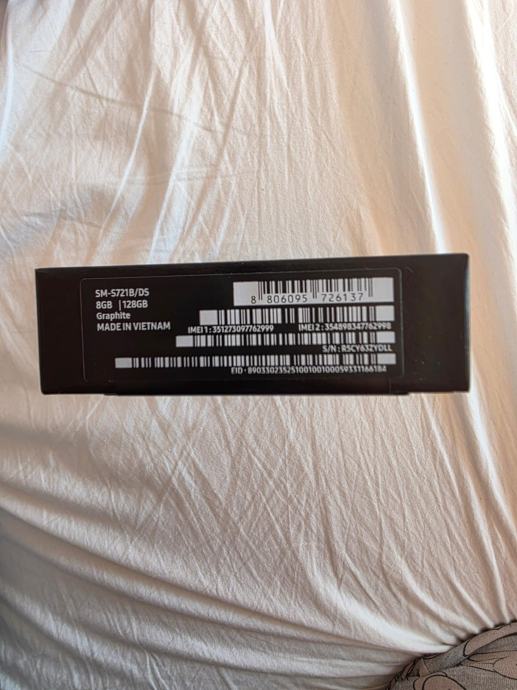 SM-S721B/DS
8GB | 128GB
Graphite
MADE IN VIETNAM
8 806095 726137
IMEI 1 : 351273097762999 IMEI 2 : 354898347762998
S/N : R5CY63ZYDLL
EID : 89033023525100100100059331166184